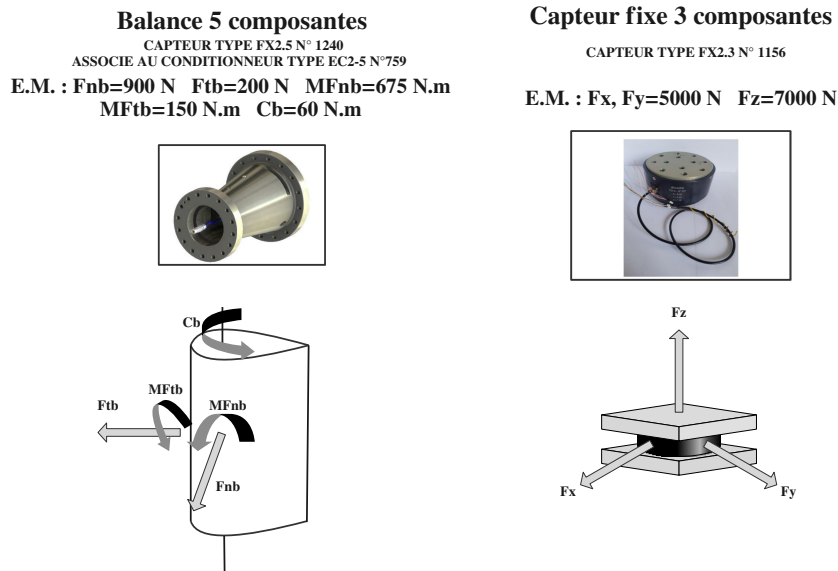 Balance 5 composantes
CAPTEUR TYPE FX2.5 N° 1240
ASSOCIE AU CONDITIONNEUR TYPE EC2-5 N°759
E.M. : Fnb=900 N Ftb=200 N MFnb=675 N.m
MFtb=150 N.m Cb=60 N.m
Cb
MFtb
Ftb
MFnb
Fnb
Capteur fixe 3 composantes
CAPTEUR TYPE FX2.3 N° 1156
E.M. : Fx, Fy=5000 N Fz=7000 N
Fz
Fx
Fy